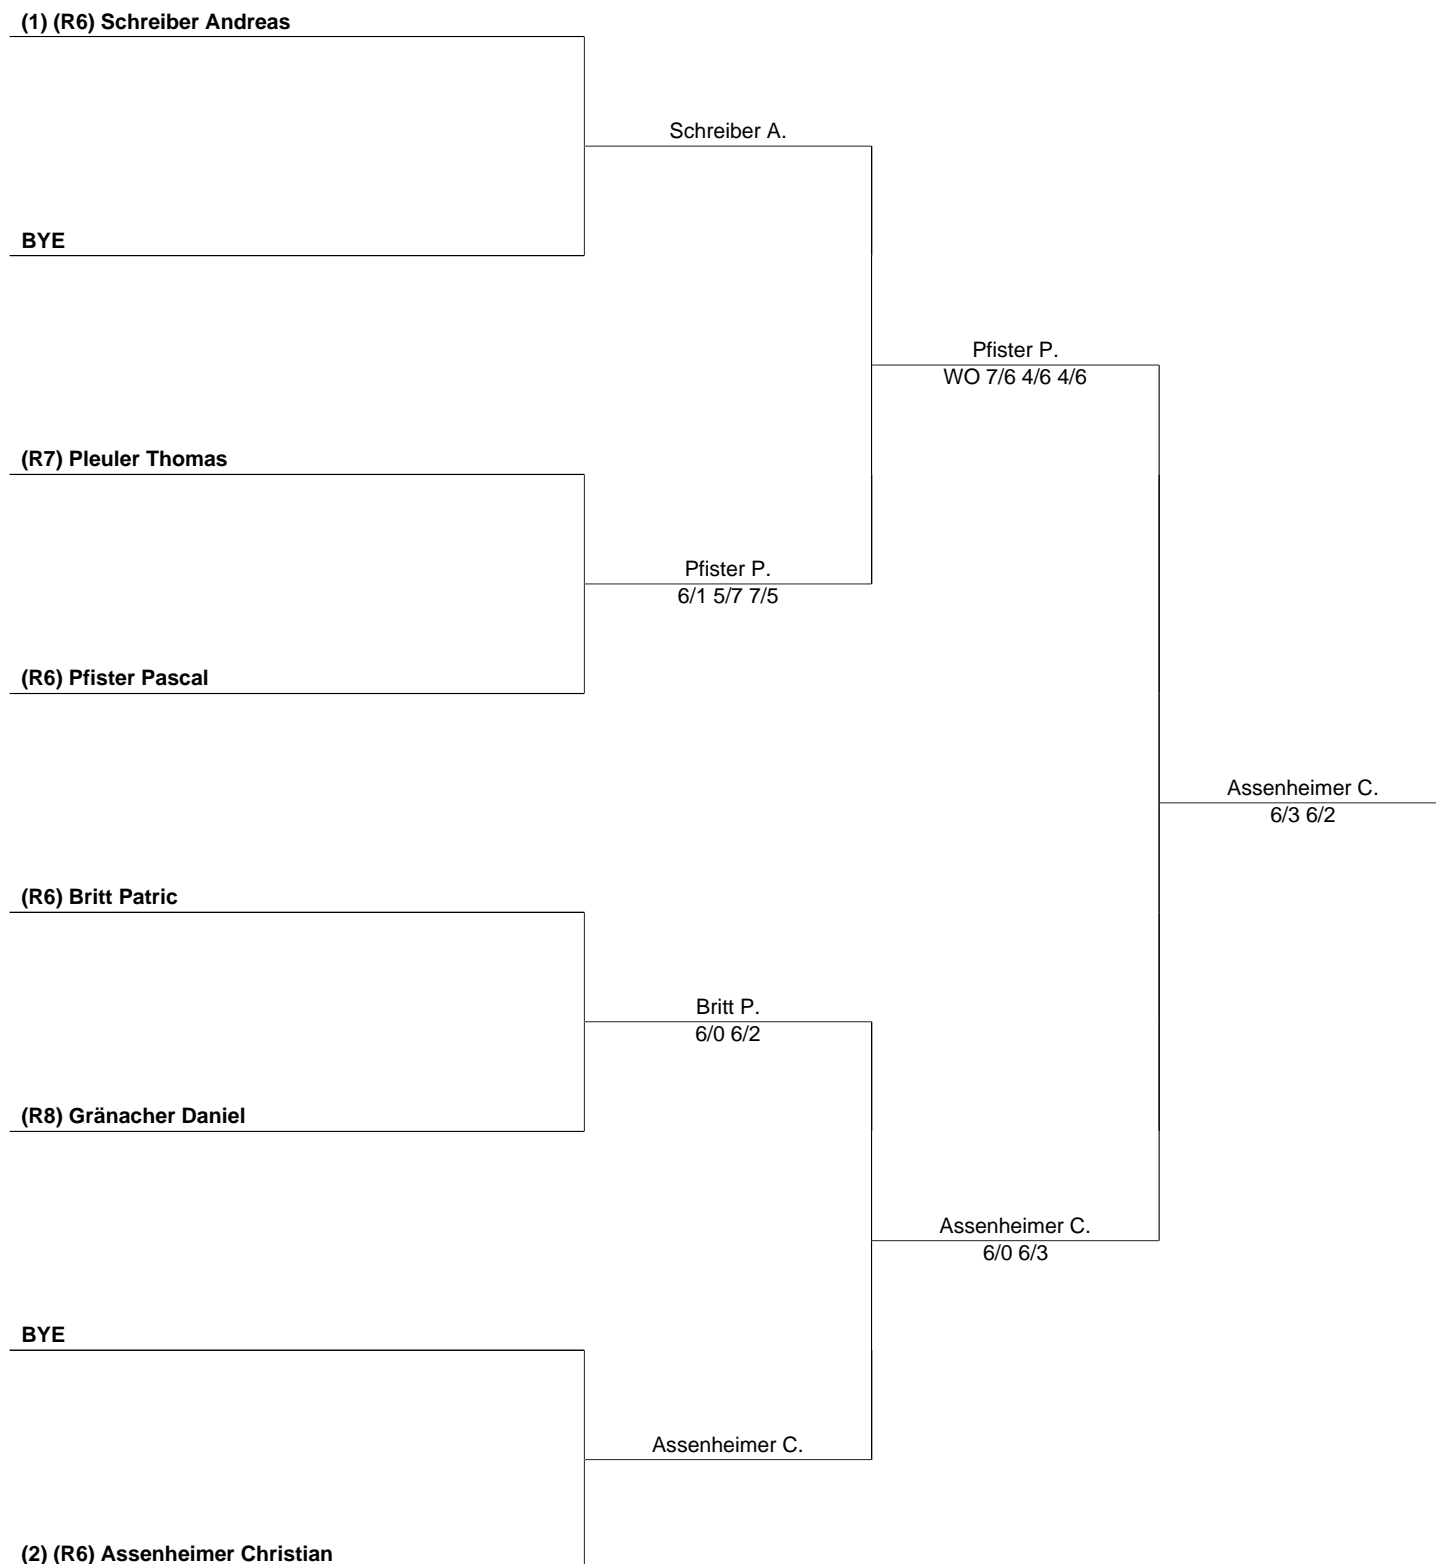 (1) (R6) Schreiber Andreas
Schreiber A.
BYE
Pfister P.
WO 7/6 4/6 4/6
(R7) Pleuler Thomas
Pfister P.
6/1 5/7 7/5
(R6) Pfister Pascal
Assenheimer C.
6/3 6/2
(R6) Britt Patric
Britt P.
6/0 6/2
(R8) Gränacher Daniel
Assenheimer C.
6/0 6/3
BYE
Assenheimer C.
(2) (R6) Assenheimer Christian